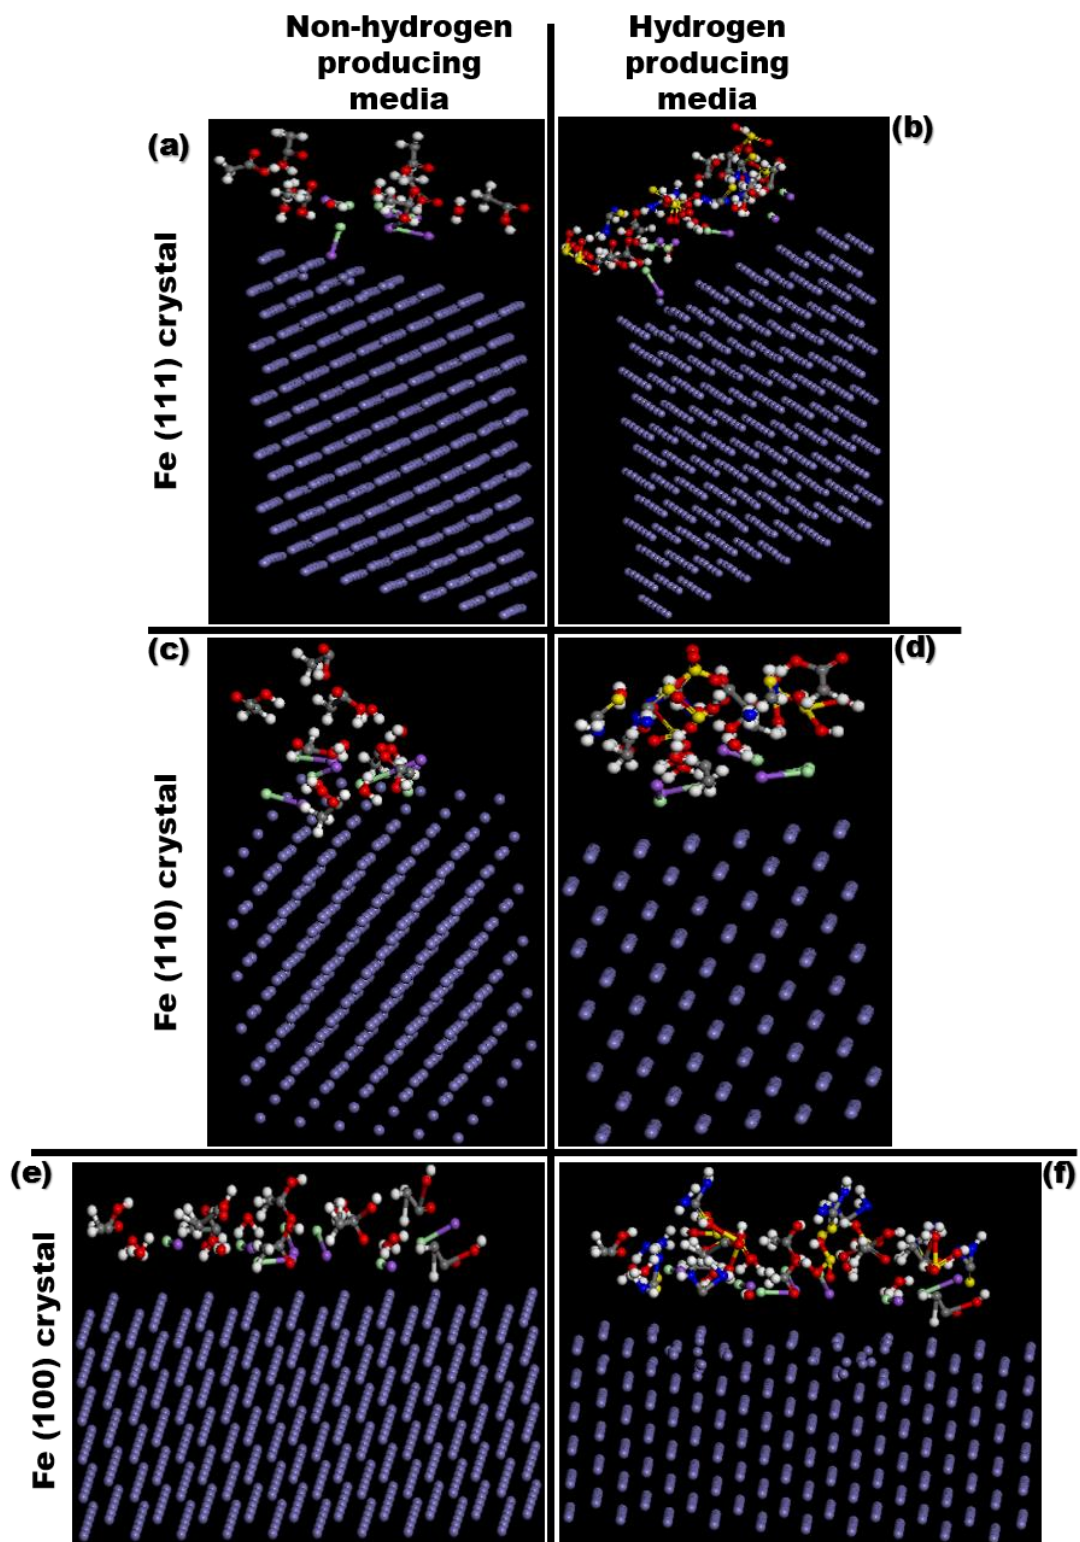 Non-hydrogen
producing
media
Hydrogen
producing
media
(a)
(b)
Fe (111) crystal
(c)
(d)
Fe (110) crystal
(e)
(f)
Fe (100) crystal